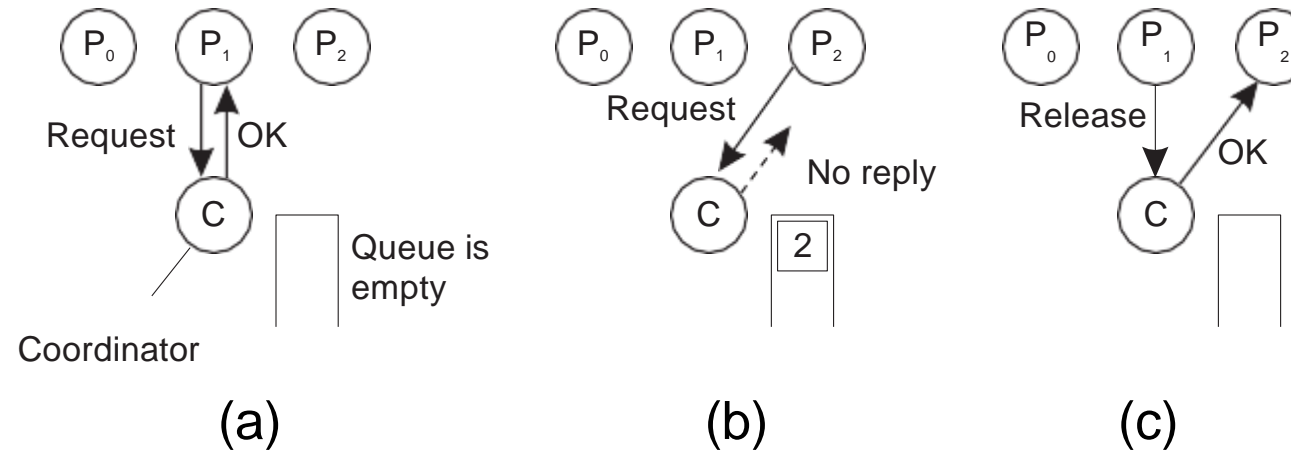 P₀ P₁ P₂
Request OK
C
Queue is
empty
Coordinator
(a)
P₀ P₁ P₂
Request
No reply
C
2
(b)
P₀ P₁ P₂
Release
OK
C
(c)